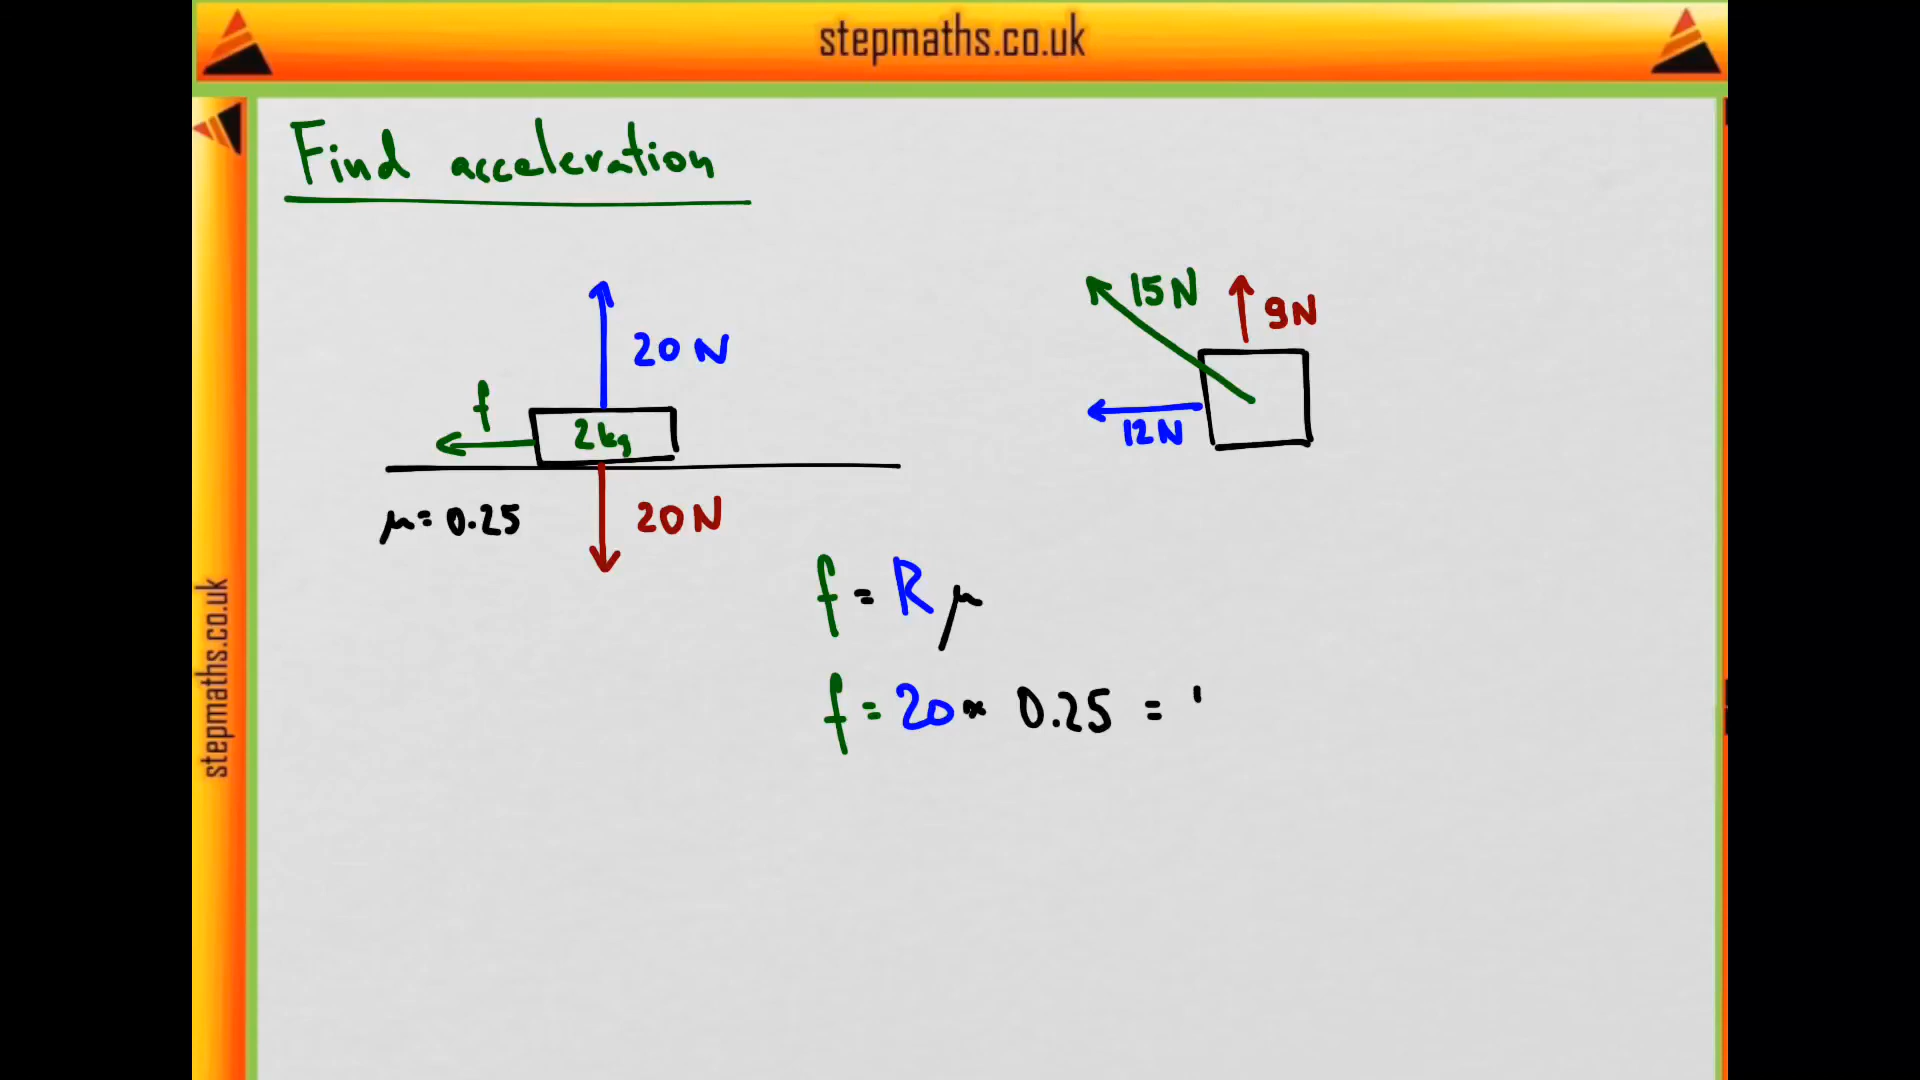 stepmaths.co.uk
stepmaths.co.uk
Find acceleration
20 N
f
2kg
μ = 0.25
20N
15N
9N
12N
f = Rμ
f = 20 × 0.25 =